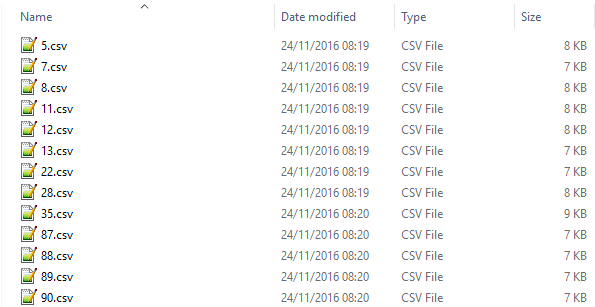 Name Date modified Type Size
5.csv 24/11/2016 08:19 CSV File 8 KB
7.csv 24/11/2016 08:19 CSV File 7 KB
8.csv 24/11/2016 08:19 CSV File 7 KB
11.csv 24/11/2016 08:19 CSV File 8 KB
12.csv 24/11/2016 08:19 CSV File 8 KB
13.csv 24/11/2016 08:19 CSV File 7 KB
22.csv 24/11/2016 08:19 CSV File 7 KB
28.csv 24/11/2016 08:19 CSV File 8 KB
35.csv 24/11/2016 08:20 CSV File 9 KB
87.csv 24/11/2016 08:20 CSV File 7 KB
88.csv 24/11/2016 08:20 CSV File 7 KB
89.csv 24/11/2016 08:20 CSV File 7 KB
90.csv 24/11/2016 08:20 CSV File 7 KB